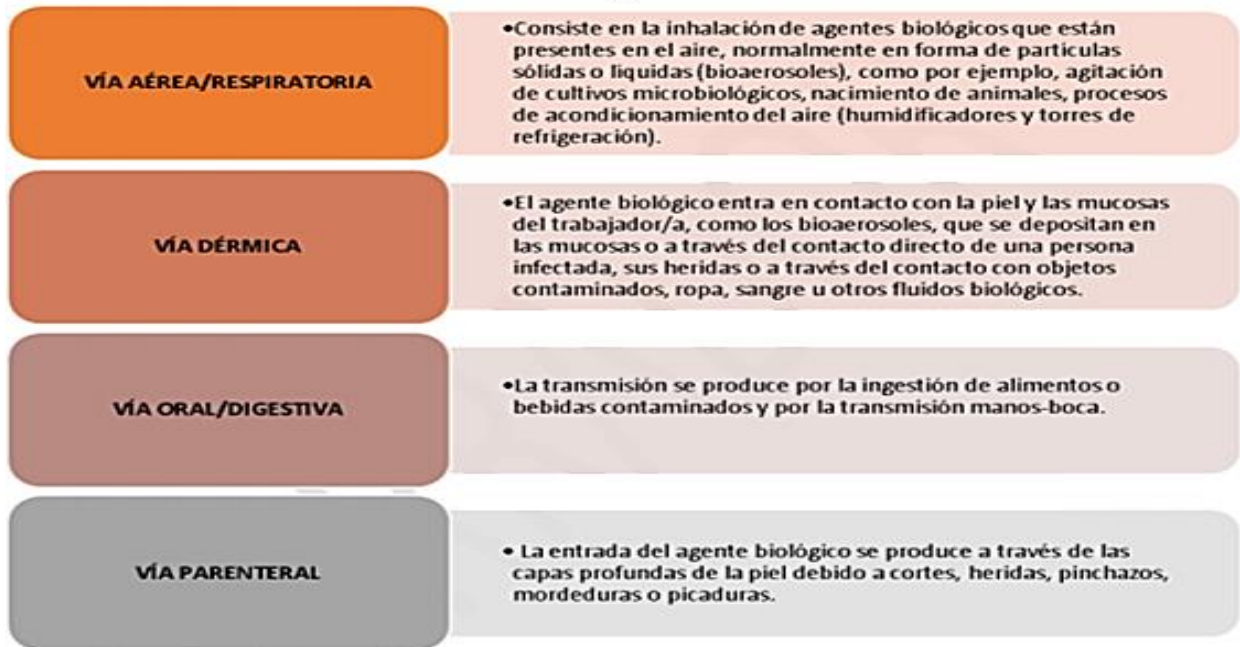 VÍA AÉREA/RESPIRATORIA
•Consiste en la inhalación de agentes biológicos que están
presentes en el aire, normalmente en forma de partículas
sólidas o liquidas (bioaerosoles), como por ejemplo, agitación
de cultivos microbiológicos, nacimiento de animales, procesos
de acondicionamiento del aire (humidificadores y torres de
refrigeración).
VÍA DÉRMICA
•El agente biológico entra en contacto con la piel y las mucosas
del trabajador/a, como los bioaerosoles, que se depositan en
las mucosas o a través del contacto directo de una persona
infectada, sus heridas o a través del contacto con objetos
contaminados, ropa, sangre u otros fluidos biológicos.
VÍA ORAL/DIGESTIVA
•La transmisión se produce por la ingestión de alimentos o
bebidas contaminados y por la transmisión manos-boca.
VÍA PARENTERAL
• La entrada del agente biológico se produce a través de las
capas profundas de la piel debido a cortes, heridas, pinchazos,
mordeduras o picaduras.